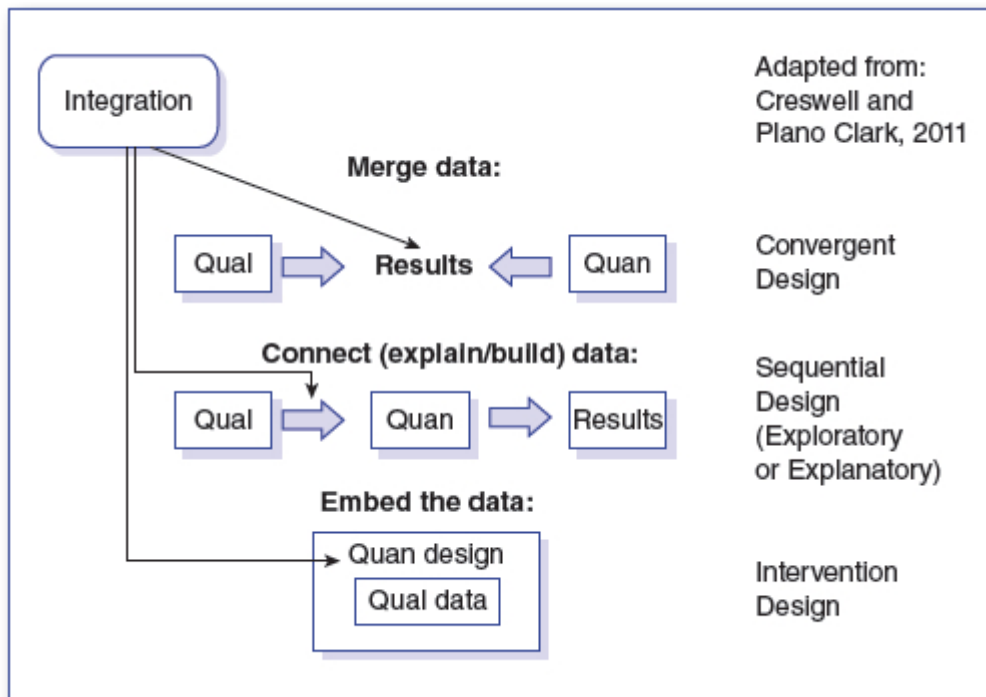 Integration
Adapted from:
Creswell and
Plano Clark, 2011
Merge data:
Qual
Results
Quan
Convergent
Design
Connect (explain/build) data:
Qual
Quan
Results
Sequential
Design
(Exploratory
or Explanatory)
Embed the data:
Quan design
Qual data
Intervention
Design